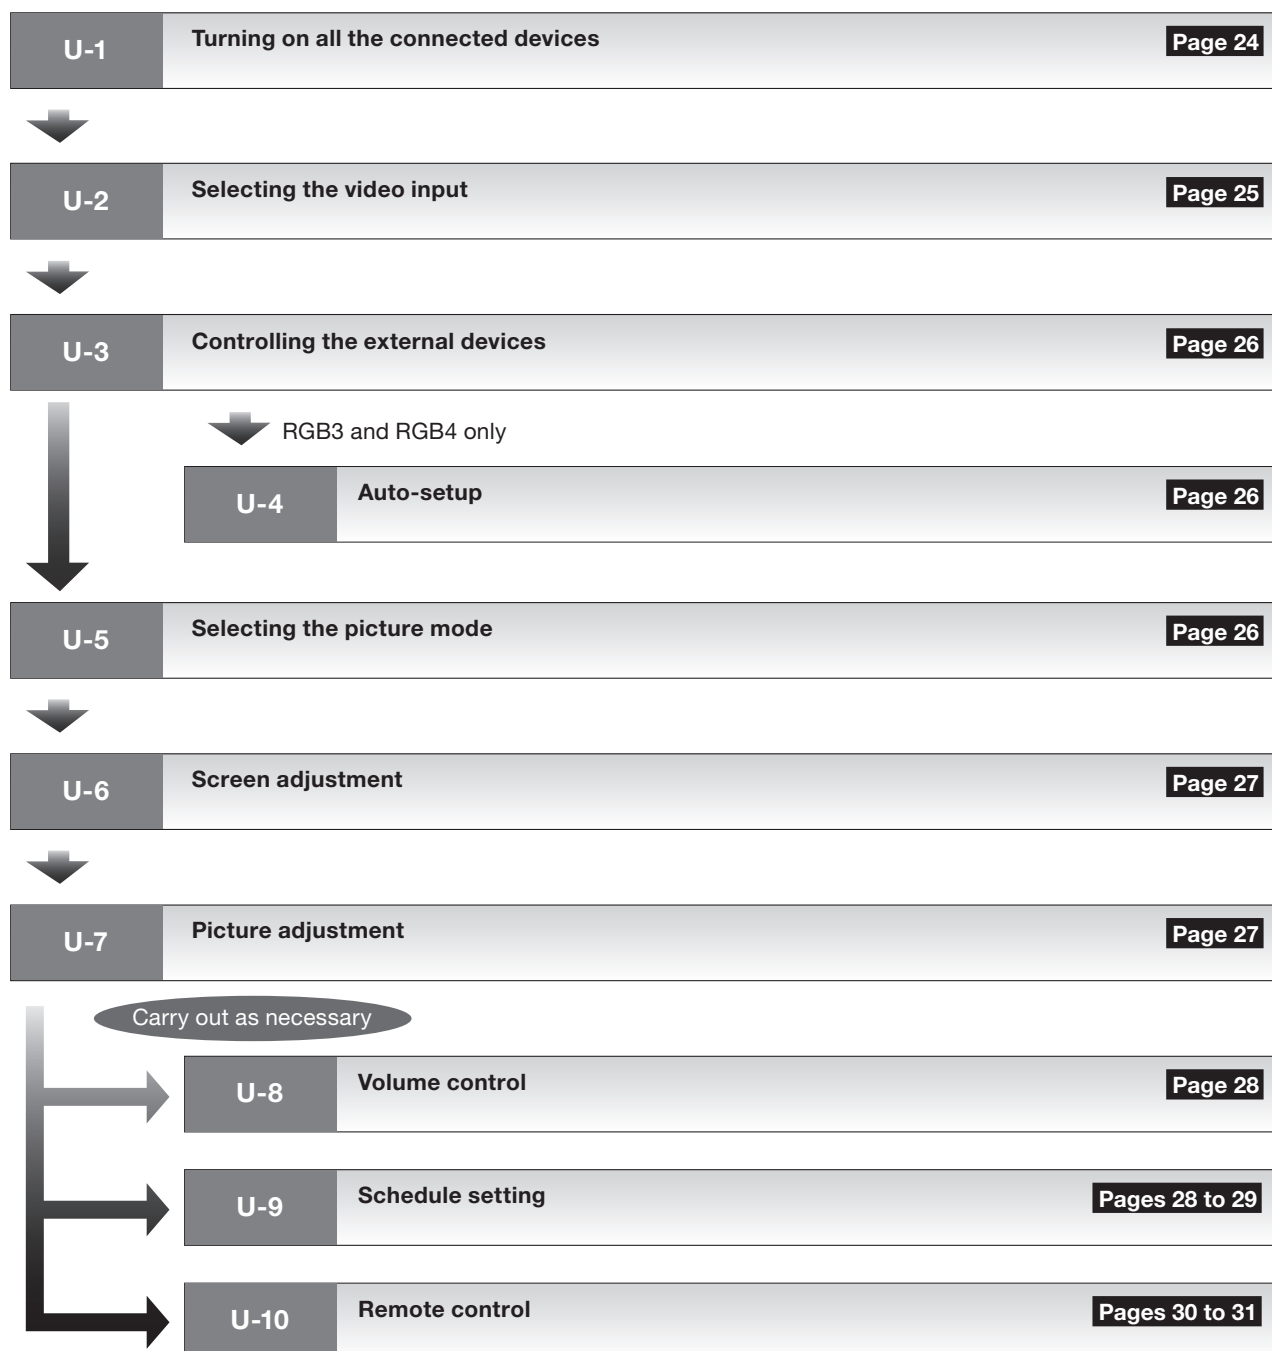 U-1 Turning on all the connected devices Page 24
U-2 Selecting the video input Page 25
U-3 Controlling the external devices Page 26
RGB3 and RGB4 only
U-4 Auto-setup Page 26
U-5 Selecting the picture mode Page 26
U-6 Screen adjustment Page 27
U-7 Picture adjustment Page 27
Carry out as necessary
U-8 Volume control Page 28
U-9 Schedule setting Pages 28 to 29
U-10 Remote control Pages 30 to 31